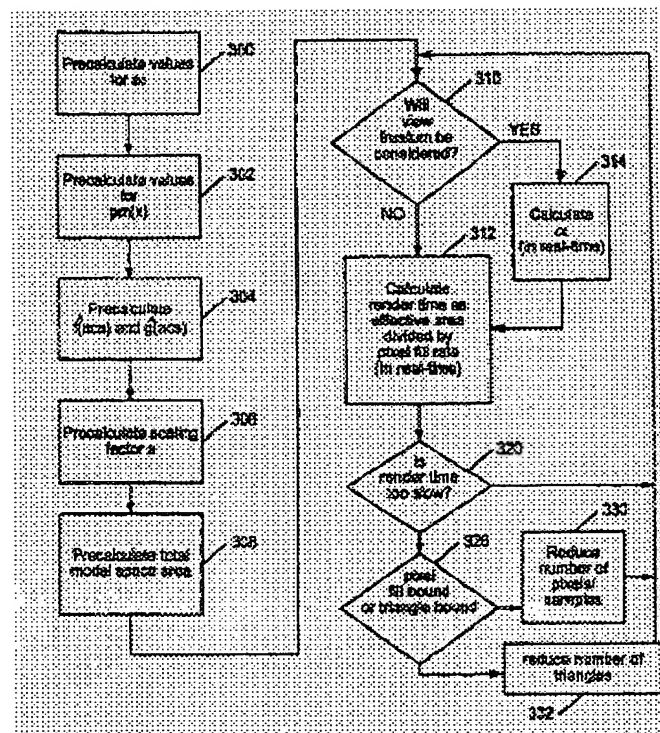 Precalculate values
for
300
Precalculate values
for
pm(x)
302
Precalculate
f(acs) and g(acs)
304
Precalculate scaling
factor a
306
Precalculate total
model space area
308
Will
view
frustum be
considered?
310
YES
NO
Calculate
α
(in real-time)
314
Calculate
render time as
effective area
divided by
pixel fill rate
(in real-time)
312
Is
render time
too slow?
320
pixel
fill bound
or triangle bound
Reduce
number of
pixels/
samples
reduce number of
triangles
332